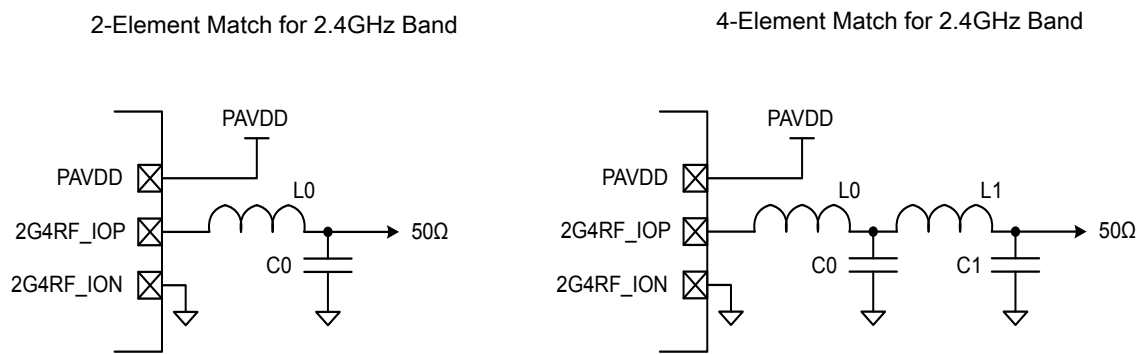 2-Element Match for 2.4GHz Band
4-Element Match for 2.4GHz Band
PAVDD
PAVDD
L0
2G4RF_IOP
50Ω
C0
2G4RF_ION
PAVDD
PAVDD
L0
L1
2G4RF_IOP
50Ω
C0
C1
2G4RF_ION